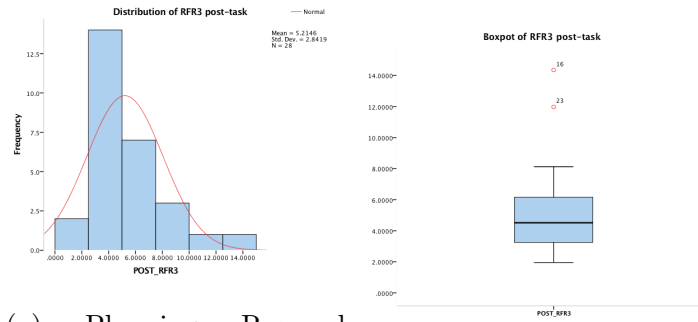 Distribution of RFR3 post-task
Normal
Mean = 5.2146
Std. Dev. = 2.8419
N = 28
12.5
10.0
7.5
5.0
2.5
0.0
Frequency
.0000 2.0000 4.0000 6.0000 8.0000 10.0000 12.0000 14.0000
POST_RFR3
Boxpot of RFR3 post-task
14.0000
12.0000
10.0000
8.0000
6.0000
4.0000
2.0000
.0000
16
23
POST_RFR3